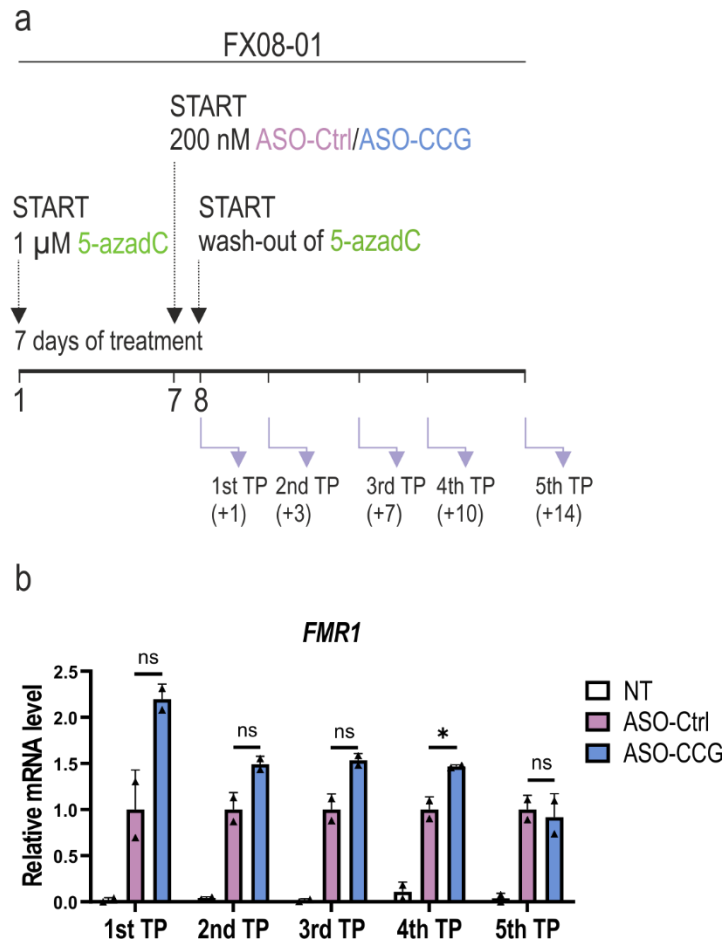 a
FX08-01
START
200 nM ASO-Ctrl/ASO-CCG
START
1 µM 5-azadC
START
wash-out of 5-azadC
7 days of treatment
1 7 8
1st TP (+1)
2nd TP (+3)
3rd TP (+7)
4th TP (+10)
5th TP (+14)
b
FMR1
Relative mRNA level
2.5
2.0
1.5
1.0
0.5
0.0
ns
ns
ns
*
ns
1st TP 2nd TP 3rd TP 4th TP 5th TP
NT
ASO-Ctrl
ASO-CCG